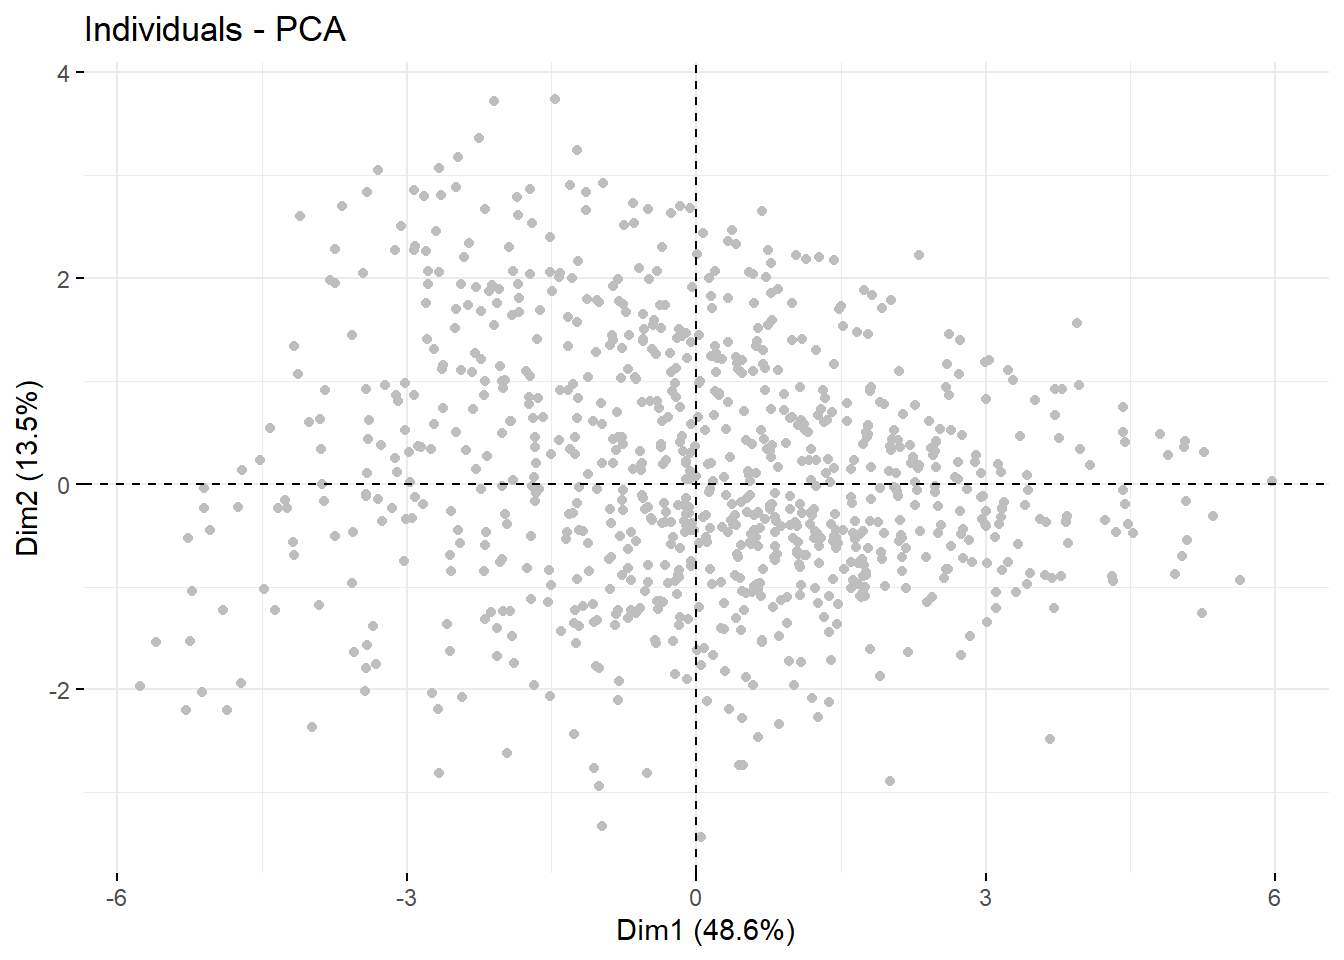 Individuals - PCA
4
2
0
-2
Dim2 (13.5%)
-6 -3 0 3 6
Dim1 (48.6%)